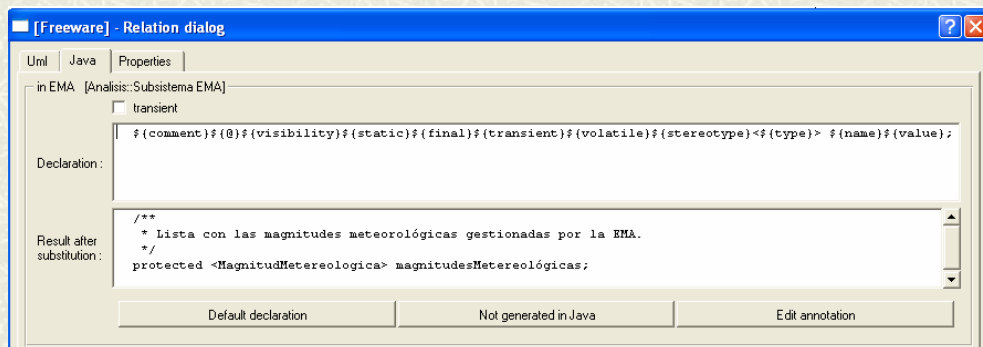 [Freeware] - Relation dialog
Uml Java Properties
in EMA [Analisis::Subsistema EMA]
transient
Declaration :
${comment}${@}${visibility}${static}${final}${transient}${volatile}${stereotype}<${type}> ${name}${value};
Result after
substitution :
/**
* Lista con las magnitudes meteorológicas gestionadas por la EMA.
*/
protected <MagnitudMetereologica> magnitudesMetereológicas;
Default declaration Not generated in Java Edit annotation